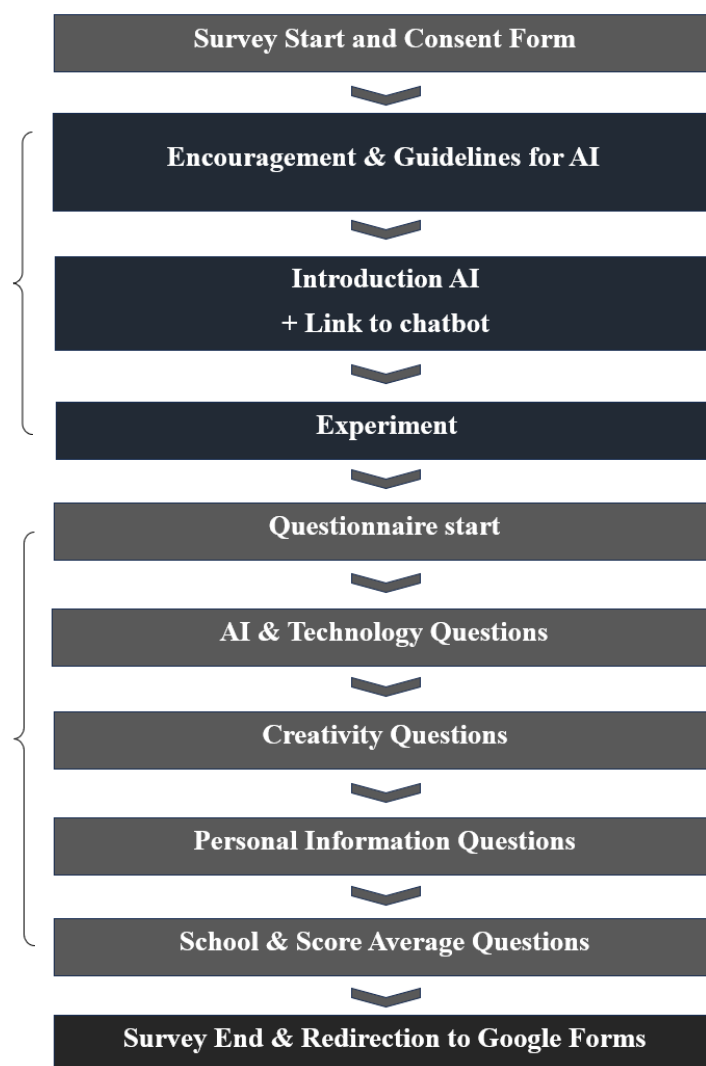 Survey Start and Consent Form
Encouragement & Guidelines for AI
Introduction AI
+ Link to chatbot
Experiment
Questionnaire start
AI & Technology Questions
Creativity Questions
Personal Information Questions
School & Score Average Questions
Survey End & Redirection to Google Forms